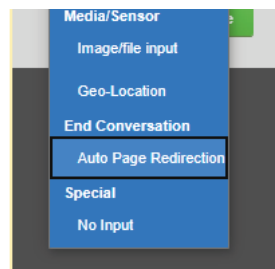 Media/Sensor
Image/file input
Geo-Location
End Conversation
Auto Page Redirection
Special
No Input